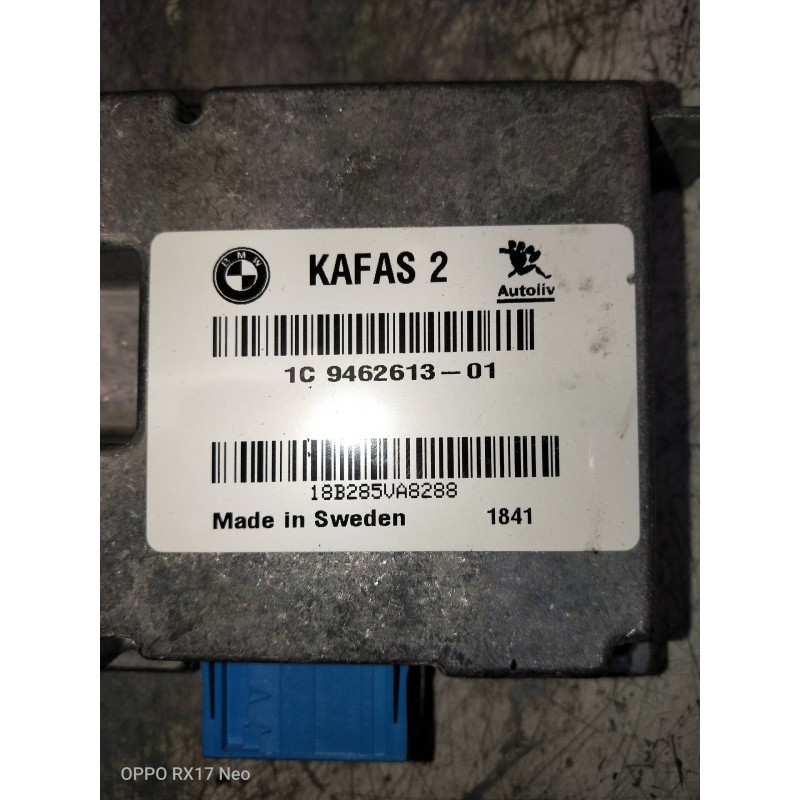 BMW
KAFAS 2
Autoliv
1C 9462613-01
18B285VA8288
Made in Sweden 1841
OPPO RX17 Neo